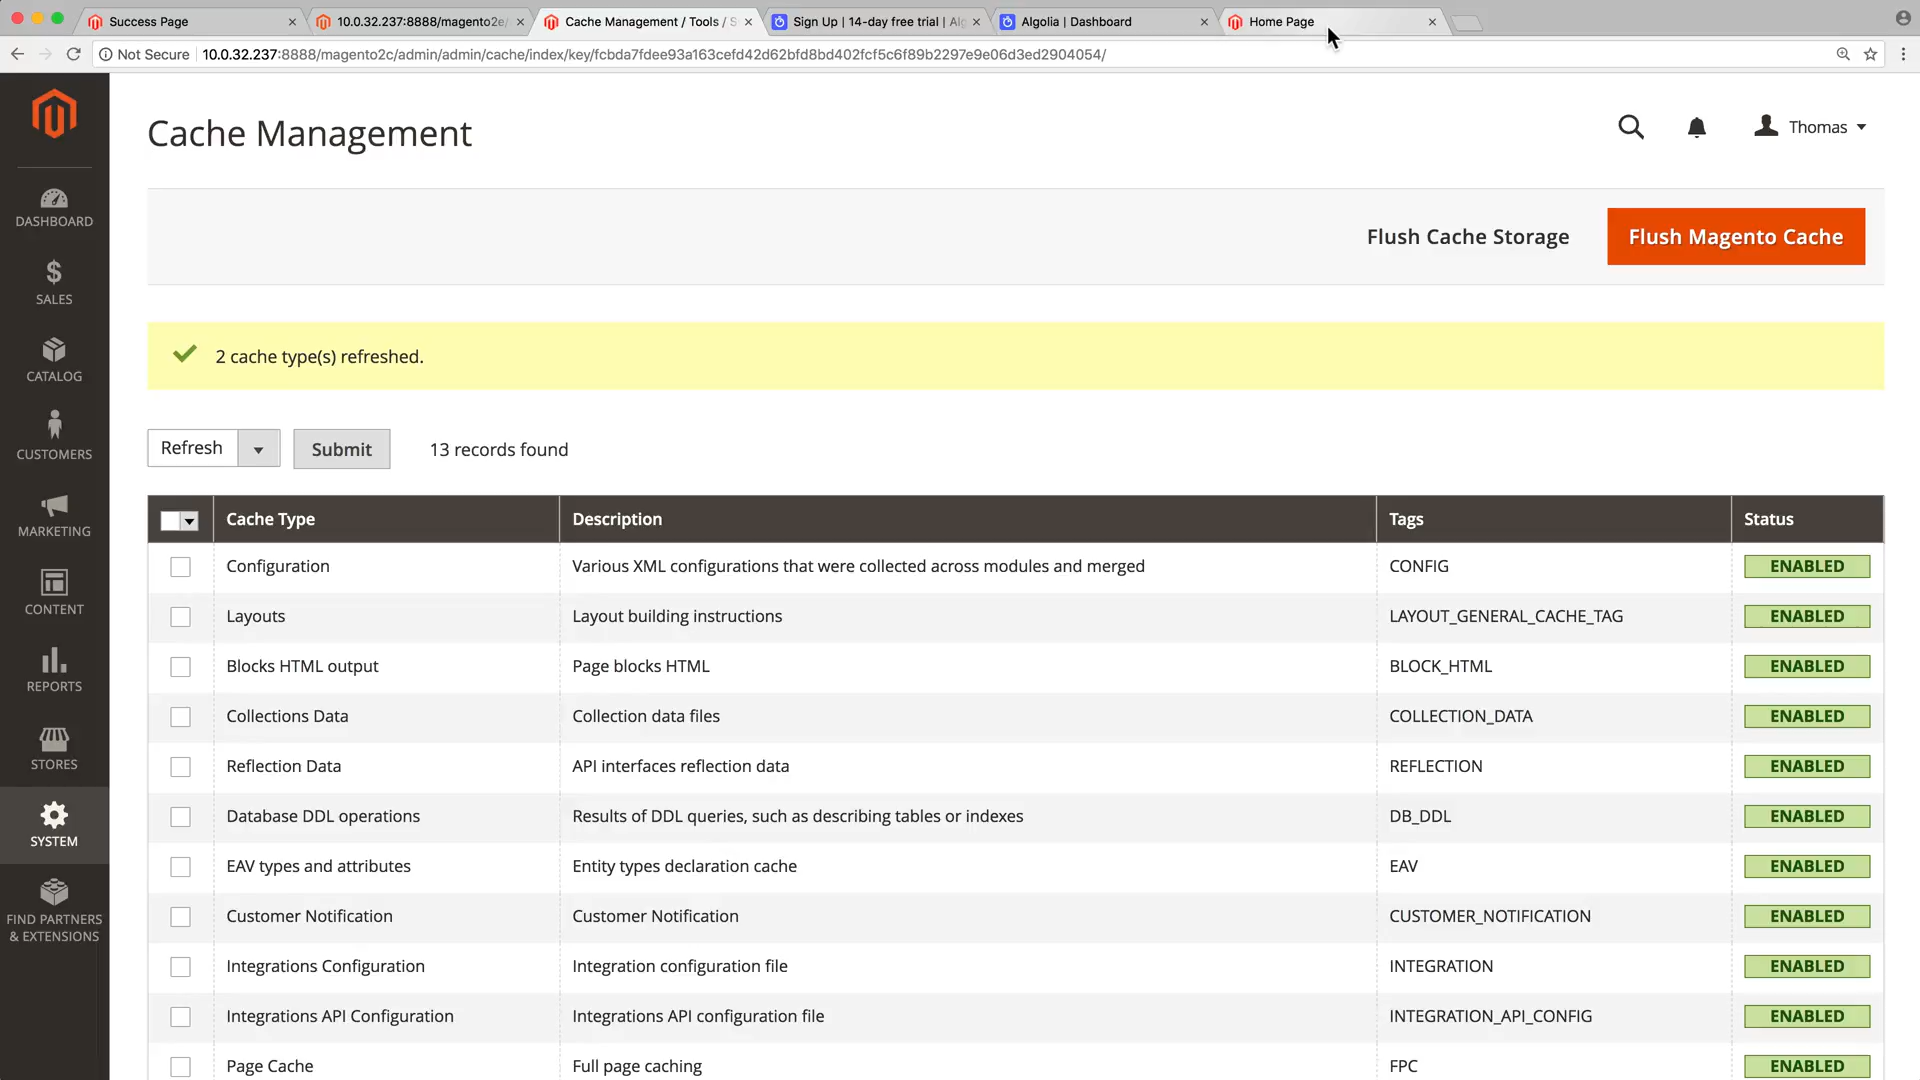 Success Page
10.0.32.237:8888/magento2c/
Cache Management / Tools / S
Sign Up | 14-day free trial | Alg
Algolia | Dashboard
Home Page
Not Secure
10.0.32.237:8888/magento2c/admin/admin/cache/index/key/fcbda7fdee93a163cefd42d62bfd8bd402fcf5c6f89b2297e9e06d3ed2904054/
Cache Management
Thomas
DASHBOARD
SALES
CATALOG
CUSTOMERS
MARKETING
CONTENT
REPORTS
STORES
SYSTEM
FIND PARTNERS
& EXTENSIONS
Flush Cache Storage
Flush Magento Cache
2 cache type(s) refreshed.
Refresh
Submit
13 records found
Cache Type Description Tags Status
Configuration Various XML configurations that were collected across modules and merged CONFIG ENABLED
Layouts Layout building instructions LAYOUT_GENERAL_CACHE_TAG ENABLED
Blocks HTML output Page blocks HTML BLOCK_HTML ENABLED
Collections Data Collection data files COLLECTION_DATA ENABLED
Reflection Data API interfaces reflection data REFLECTION ENABLED
Database DDL operations Results of DDL queries, such as describing tables or indexes DB_DDL ENABLED
EAV types and attributes Entity types declaration cache EAV ENABLED
Customer Notification Customer Notification CUSTOMER_NOTIFICATION ENABLED
Integrations Configuration Integration configuration file INTEGRATION ENABLED
Integrations API Configuration Integrations API configuration file INTEGRATION_API_CONFIG ENABLED
Page Cache Full page caching FPC ENABLED